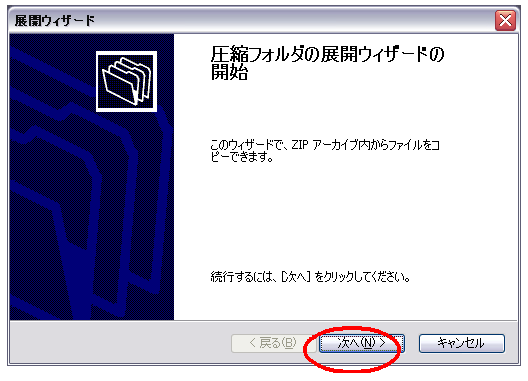 展開ウィザード
圧縮フォルダの展開ウィザードの
開始
このウィザードで、ZIP アーカイブ内からファイルをコ
ピーできます。
続行するには、[次へ] をクリックしてください。
< 戻る(B) 次へ(N) > キャンセル